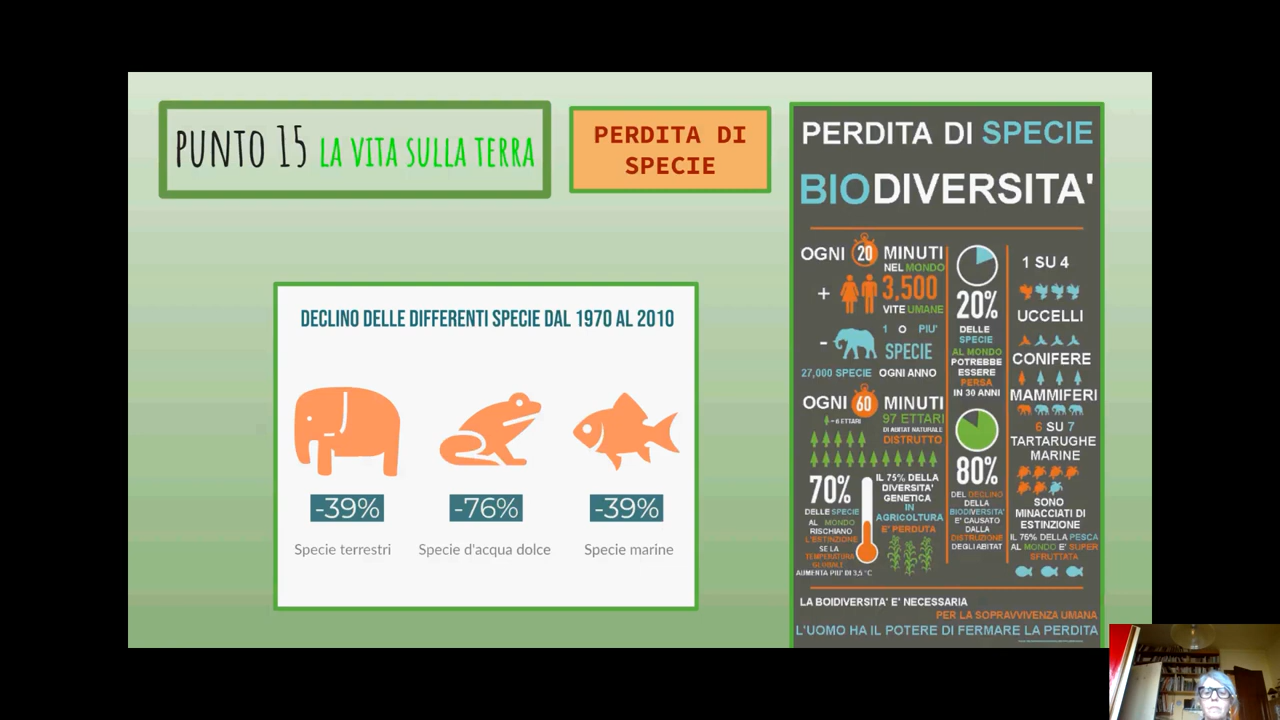 PUNTO 15 LA VITA SULLA TERRA
PERDITA DI
SPECIE
DECLINO DELLE DIFFERENTI SPECIE DAL 1970 AL 2010
-39%
-76%
-39%
Specie terrestri
Specie d'acqua dolce
Specie marine
PERDITA DI SPECIE
BIODIVERSITA'
OGNI 20 MINUTI
NEL MONDO
+ 3,500
VITE UMANE
- 1 O PIU'
SPECIE
27,000 SPECIE OGNI ANNO
OGNI 60 MINUTI
97 ETTARI
= 6 ETTARI
DI ABITAT NATURALE
DISTRUTTO
70%
DELLE SPECIE
AL MONDO
RISCHIANO
L'ESTINZIONE
SE LA
TEMPERATURA
GLOBALE
AUMENTA PIU' DI 3,5 °C
IL 75% DELLA
DIVERSITA'
GENETICA
IN
AGRICOLTURA
E' PERDUTA
20%
DELLE
SPECIE
AL MONDO
POTREBBE
ESSERE
PERSA
IN 30 ANNI
80%
DEL DECLINO
DELLA
BIODIVERSITA'
E' CAUSATO
DALLA
DISTRUZIONE
DEGLI ABITAT
1 SU 4
UCCELLI
CONIFERE
MAMMIFERI
6 SU 7
TARTARUGHE
MARINE
SONO
MINACCIATI DI
ESTINZIONE
IL 76% DELLA PESCA
AL MONDO E' SUPER
SFRUTTATA
LA BOIDIVERSITA' E' NECESSARIA
PER LA SOPRAVVIVENZA UMANA
L'UOMO HA IL POTERE DI FERMARE LA PERDITA